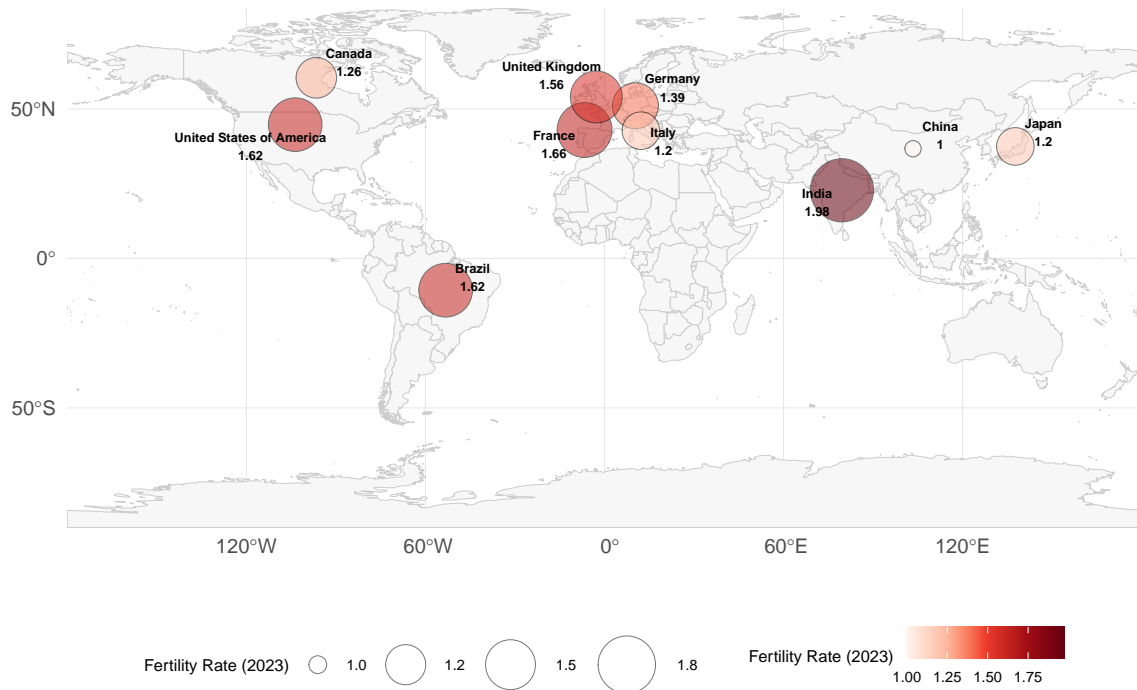 Canada
1.26
United Kingdom
1.56
Germany
1.39
50°N
United States of America
1.62
France
1.66
Italy
1.2
China
1
Japan
1.2
India
1.98
0°
Brazil
1.62
50°S
120°W
60°W
0°
60°E
120°E
Fertility Rate (2023)
1.0
1.2
1.5
1.8
Fertility Rate (2023)
1.00
1.25
1.50
1.75